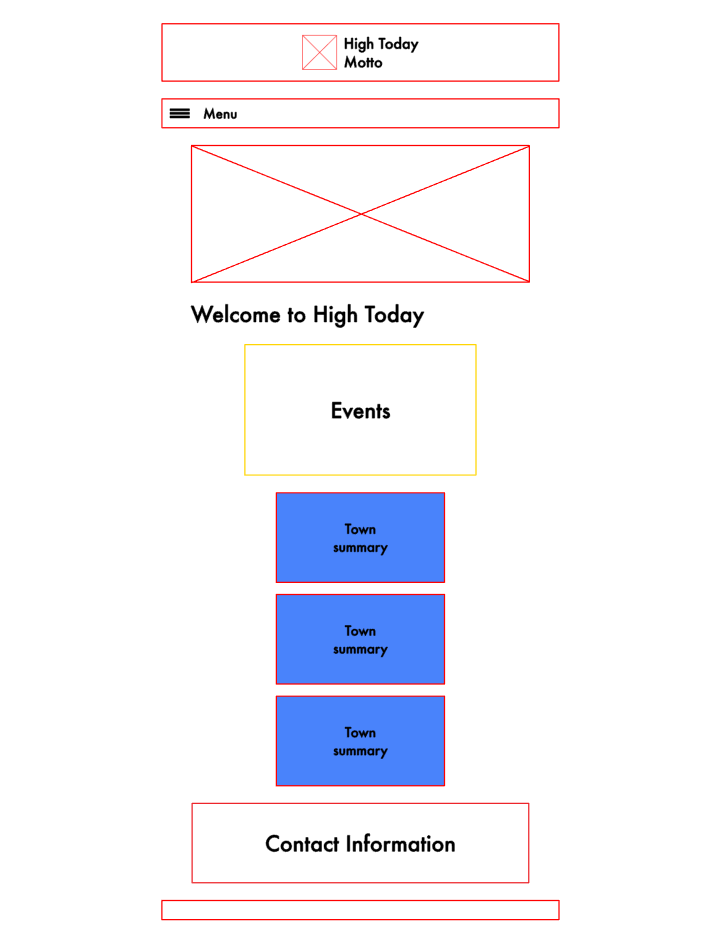 High Today
Motto
Menu
Welcome to High Today
Events
Town
summary
Town
summary
Town
summary
Contact Information